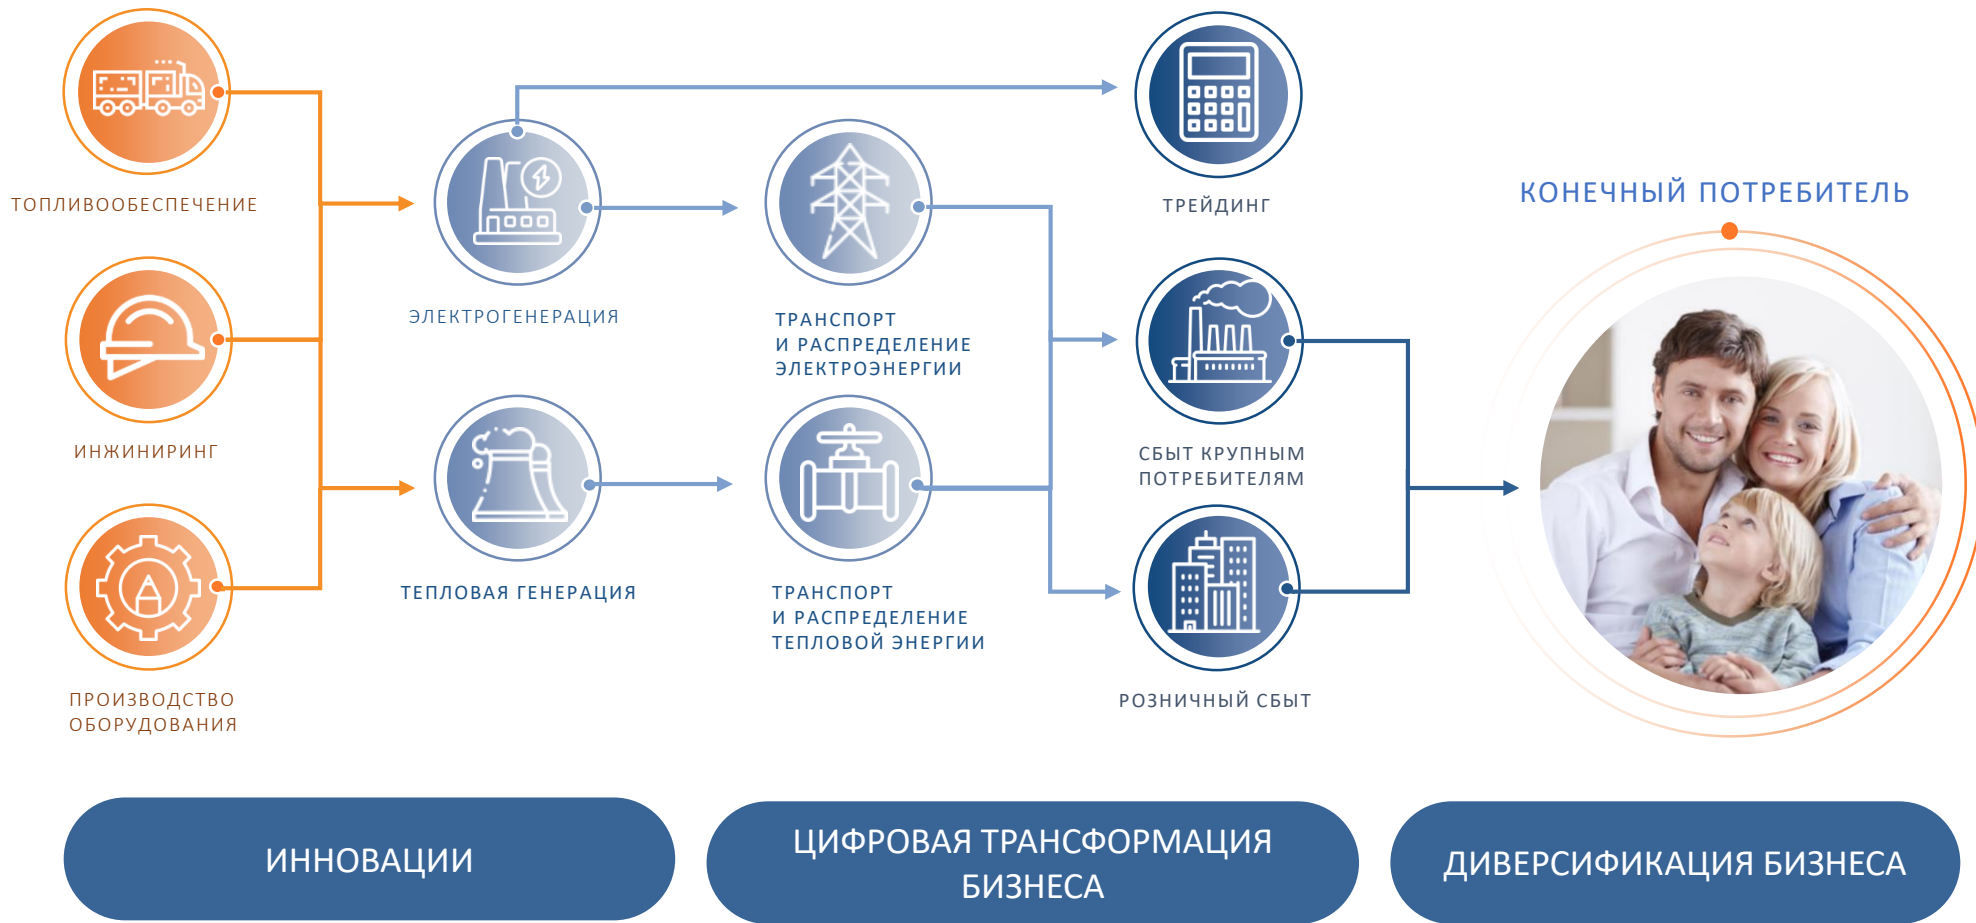 ТОПЛИВООБЕСПЕЧЕНИЕ
ИНЖИНИРИНГ
ПРОИЗВОДСТВО
ОБОРУДОВАНИЯ
ЭЛЕКТРОГЕНЕРАЦИЯ
ТЕПЛОВАЯ ГЕНЕРАЦИЯ
ТРАНСПОРТ
И РАСПРЕДЕЛЕНИЕ
ЭЛЕКТРОЭНЕРГИИ
ТРАНСПОРТ
И РАСПРЕДЕЛЕНИЕ
ТЕПЛОВОЙ ЭНЕРГИИ
ТРЕЙДИНГ
СБЫТ КРУПНЫМ
ПОТРЕБИТЕЛЯМ
РОЗНИЧНЫЙ СБЫТ
КОНЕЧНЫЙ ПОТРЕБИТЕЛЬ
ИННОВАЦИИ
ЦИФРОВАЯ ТРАНСФОРМАЦИЯ
БИЗНЕСА
ДИВЕРСИФИКАЦИЯ БИЗНЕСА